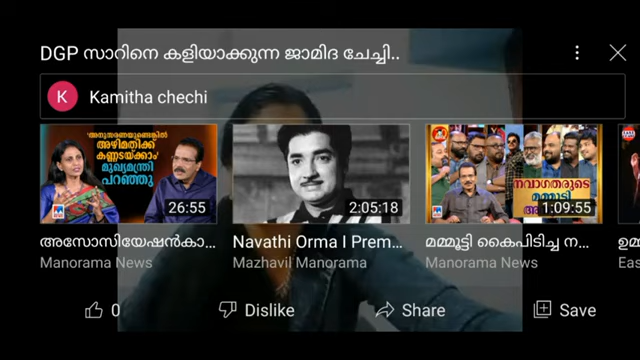 DGP സാറിനെ കളിയാക്കുന്ന ജാമിദ ചേച്ചി..
K Kamitha chechi
'അനുസരണയുണ്ടെങ്കിൽ
അഴിമതിക്ക്
കണ്ണടയ്ക്കാം'
മുഖ്യമന്ത്രി
പറഞ്ഞു
26:55
2:05:18
നവാഗതരുടെ
1:09:55
അസോസിയേഷൻകാ...
Navathi Orma I Prem...
മമ്മൂട്ടി കൈപിടിച്ച ന...
Manorama News
Mazhavil Manorama
Manorama News
Eas
0
Dislike
Share
Save